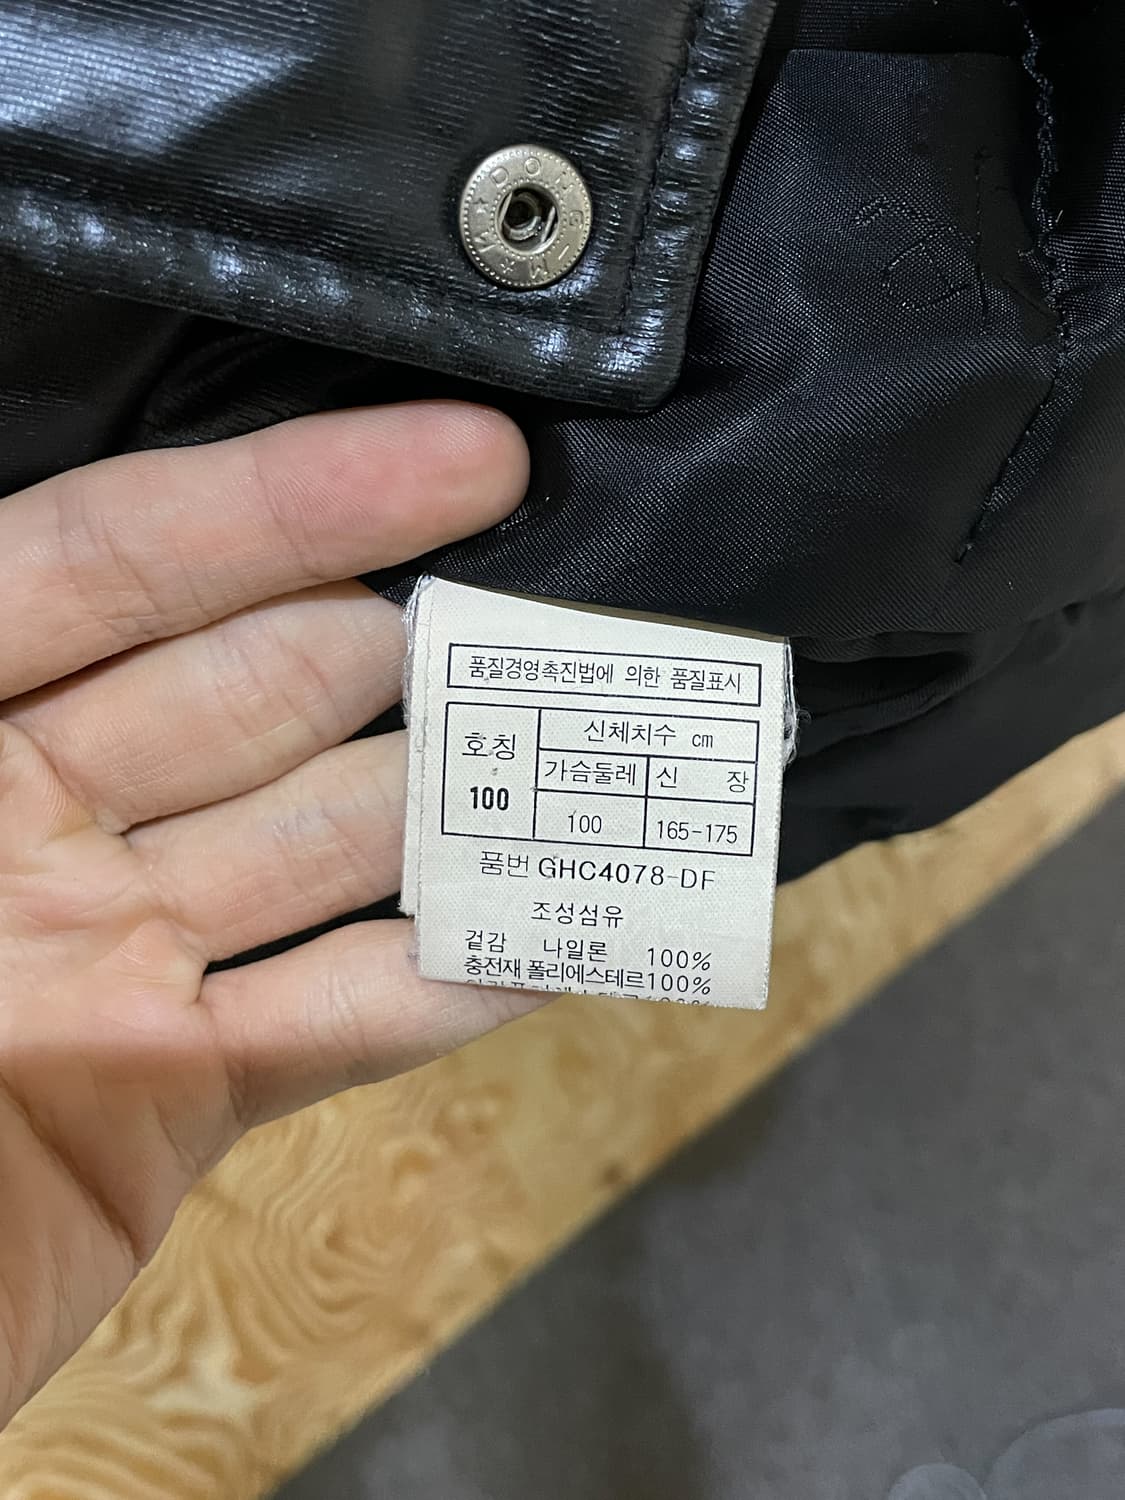 DONG-IM
품질경영촉진법에 의한 품질표시
호칭
100
신체치수 cm
가슴둘레 신 장
100 165-175
품번 GHC4078-DF
조성섬유
겉감 나일론 100%
충전재 폴리에스테르100%